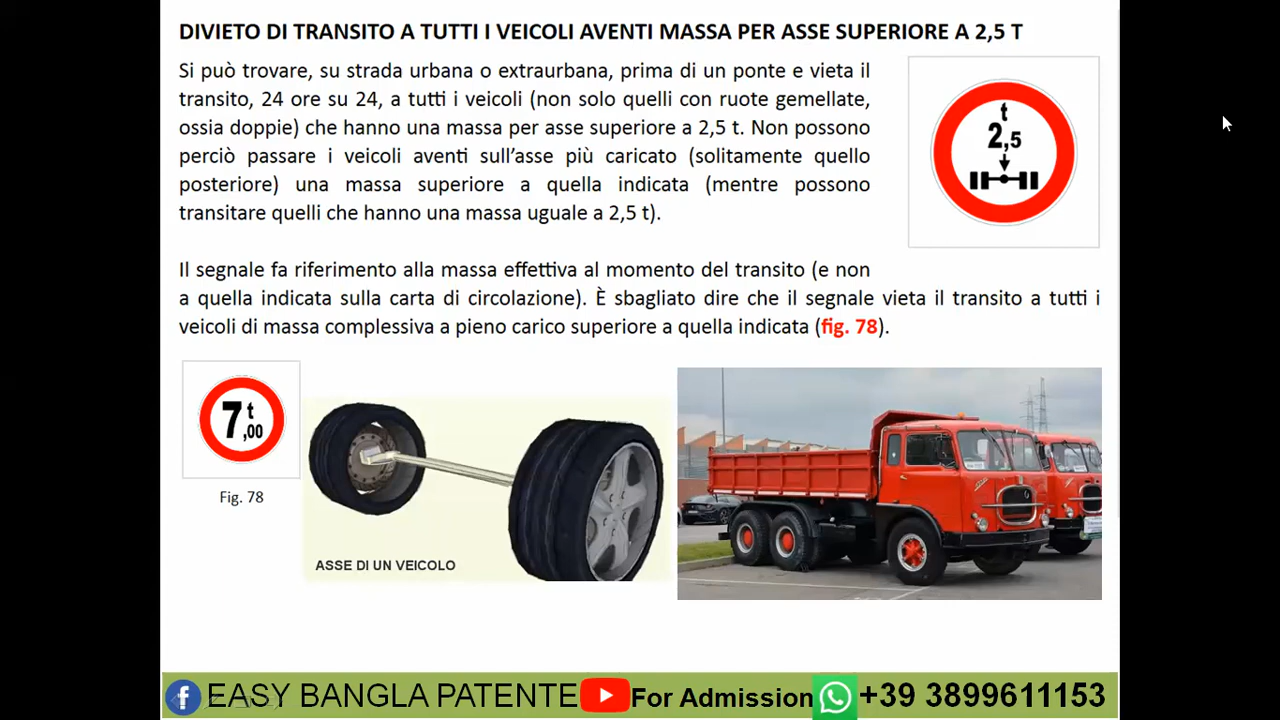 DIVIETO DI TRANSITO A TUTTI I VEICOLI AVENTI MASSA PER ASSE SUPERIORE A 2,5 T
Si può trovare, su strada urbana o extraurbana, prima di un ponte e vieta il
transito, 24 ore su 24, a tutti i veicoli (non solo quelli con ruote gemellate,
ossia doppie) che hanno una massa per asse superiore a 2,5 t. Non possono
perciò passare i veicoli aventi sull’asse più caricato (solitamente quello
posteriore) una massa superiore a quella indicata (mentre possono
transitare quelli che hanno una massa uguale a 2,5 t).
t
2,5
Il segnale fa riferimento alla massa effettiva al momento del transito (e non
a quella indicata sulla carta di circolazione). È sbagliato dire che il segnale vieta il transito a tutti i
veicoli di massa complessiva a pieno carico superiore a quella indicata (fig. 78).
7,00 t
Fig. 78
ASSE DI UN VEICOLO
EASY BANGLA PATENTE For Admission +39 3899611153